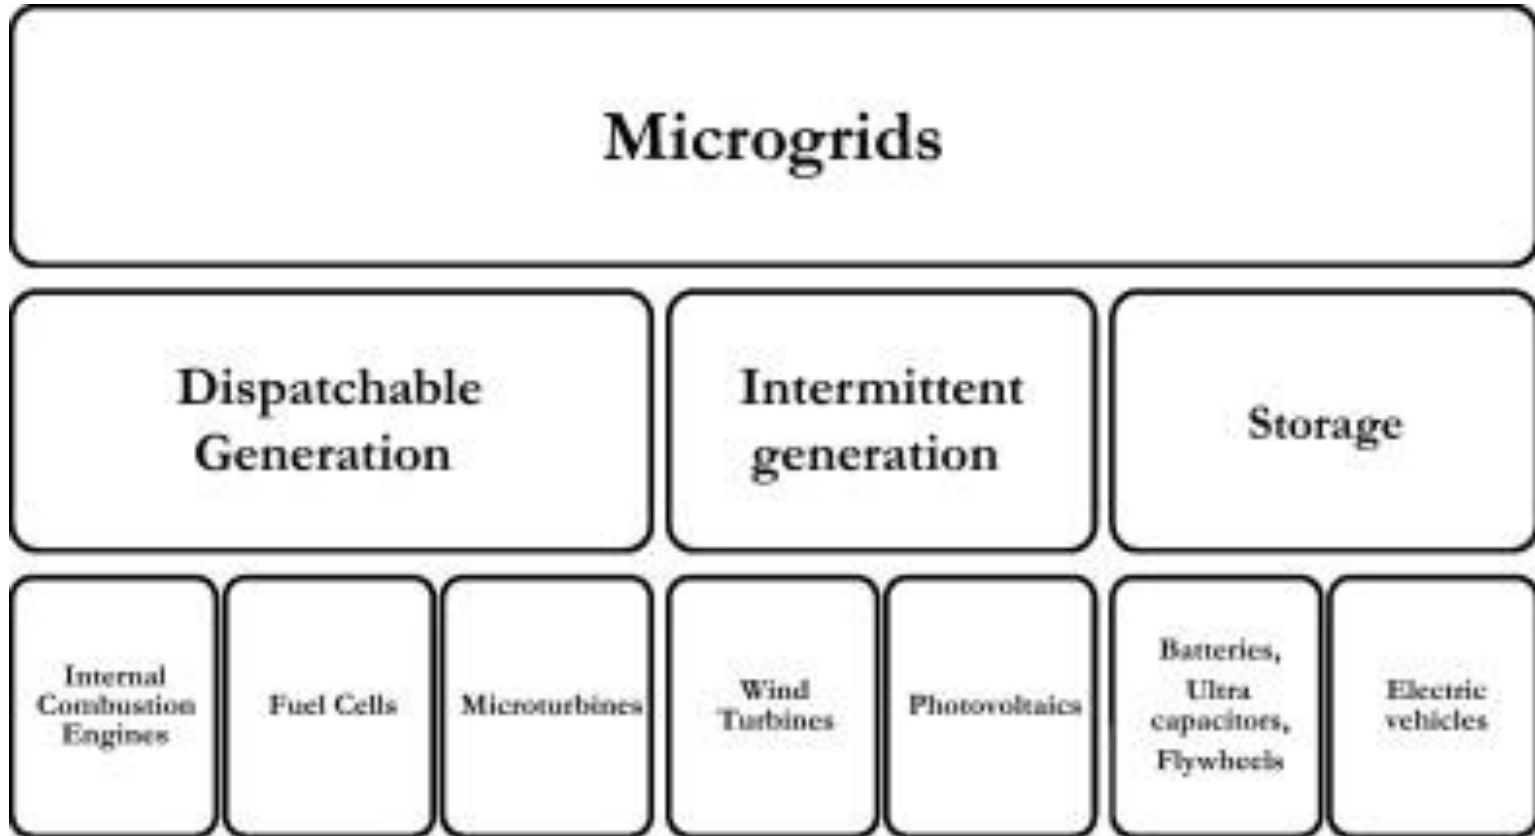 Microgrids
Dispatchable
Generation
Intermittent
generation
Storage
Internal
Combustion
Engines
Fuel Cells
Microturbines
Wind
Turbines
Photovoltaics
Batteries,
Ultra
capacitors,
Flywheels
Electric
vehicles